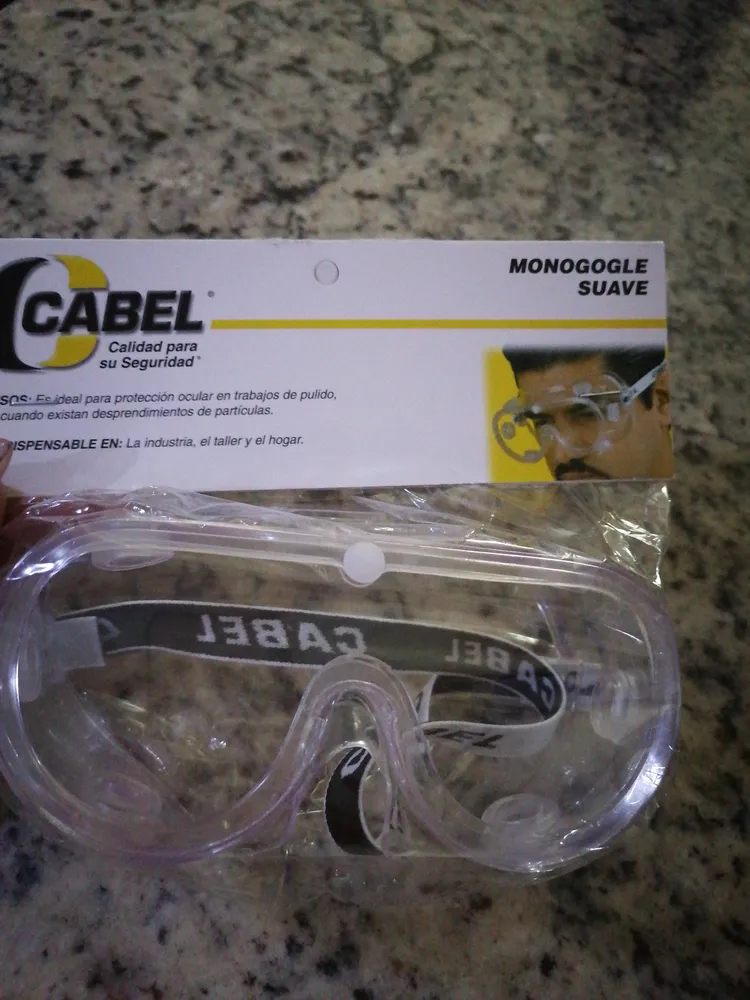 MONOGOGLE
SUAVE
CABEL®
Calidad para
su Seguridad
SOS: Es ideal para protección ocular en trabajos de pulido,
cuando existan desprendimientos de partículas.
DISPENSABLE EN: La industria, el taller y el hogar.
CABEL
CABEL